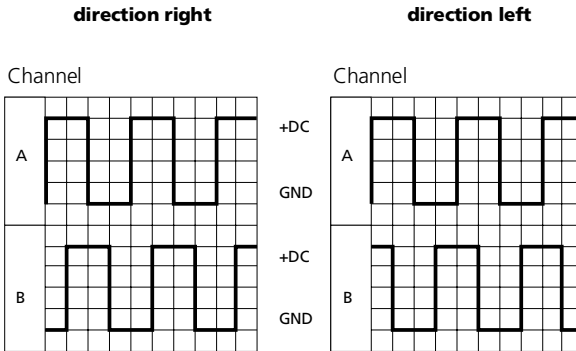 direction right
direction left
Channel
Channel
A
+DC
A
GND
+DC
B
B
GND